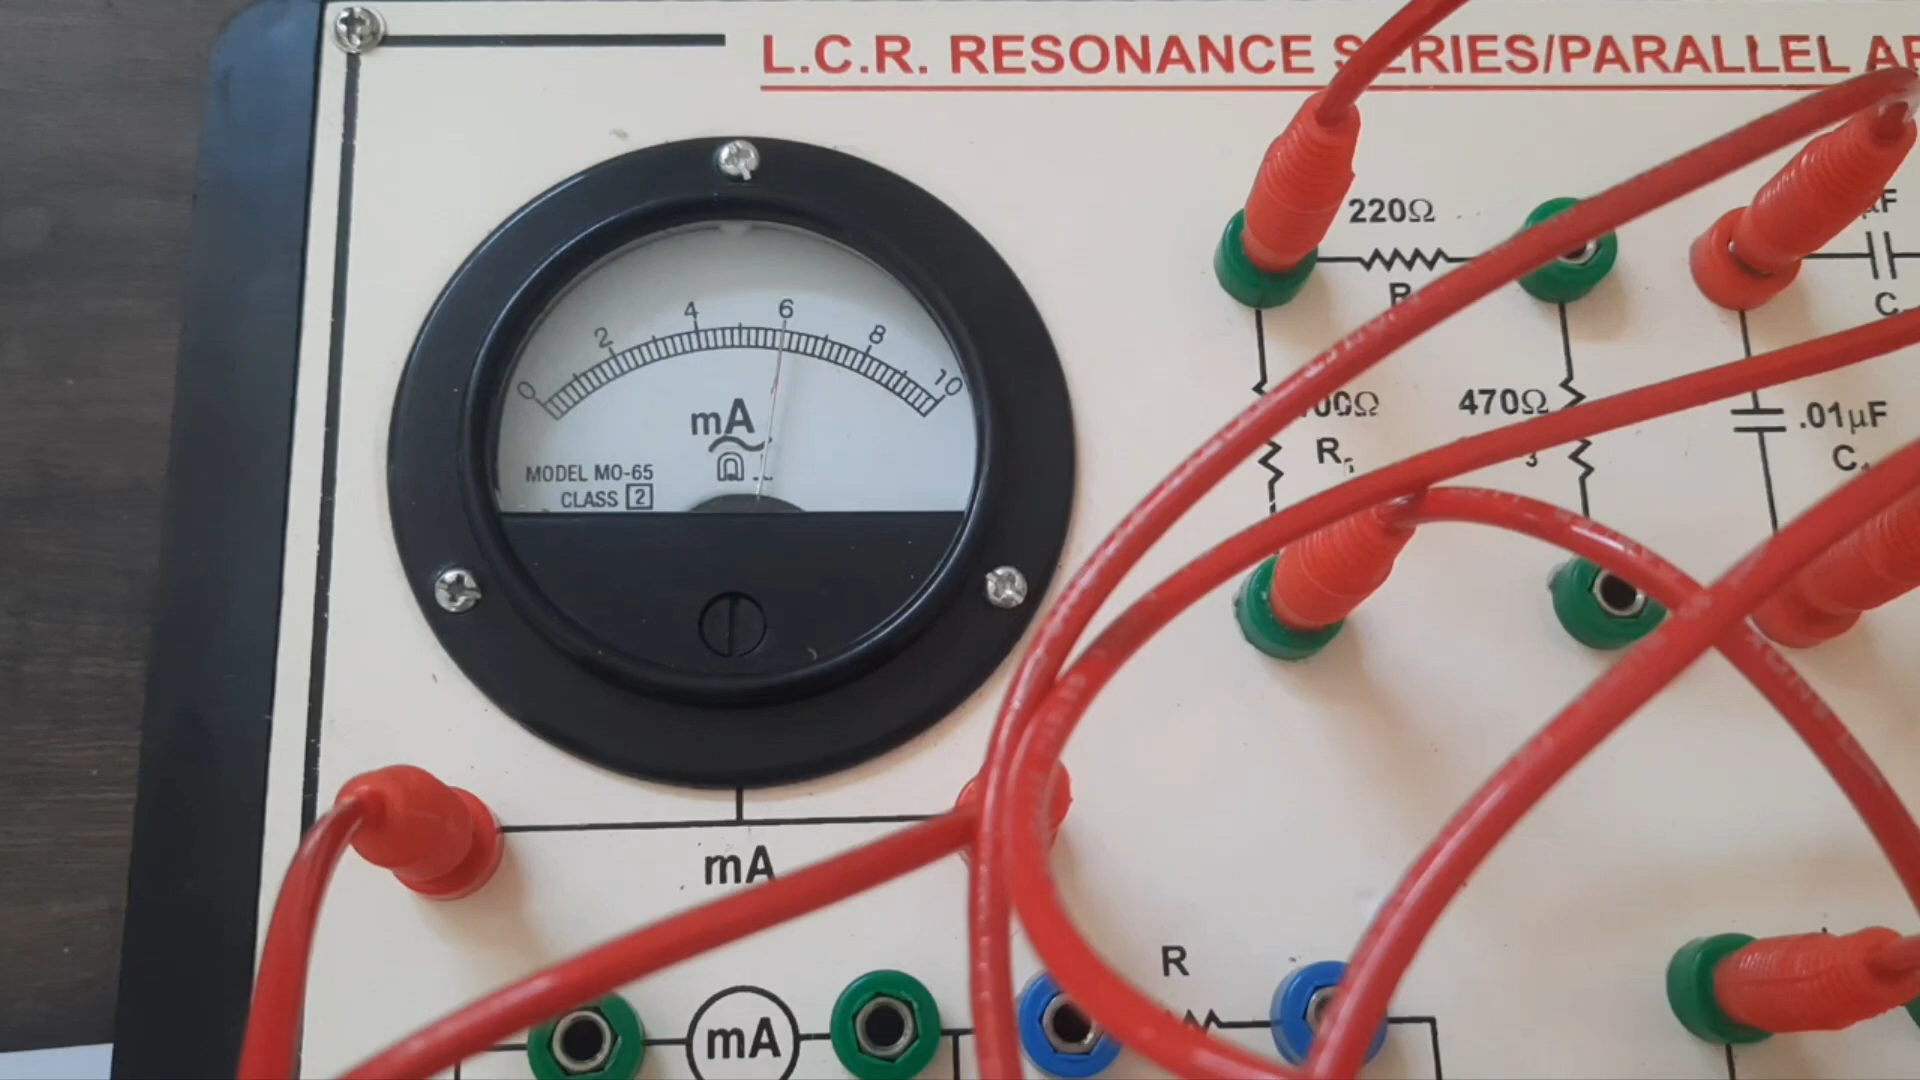 L.C.R. RESONANCE SERIES/PARALLEL
220Ω
0 2 4 6 8 10
mA
MODEL MO-65
CLASS 2
470Ω
.01µF
mA
R
mA